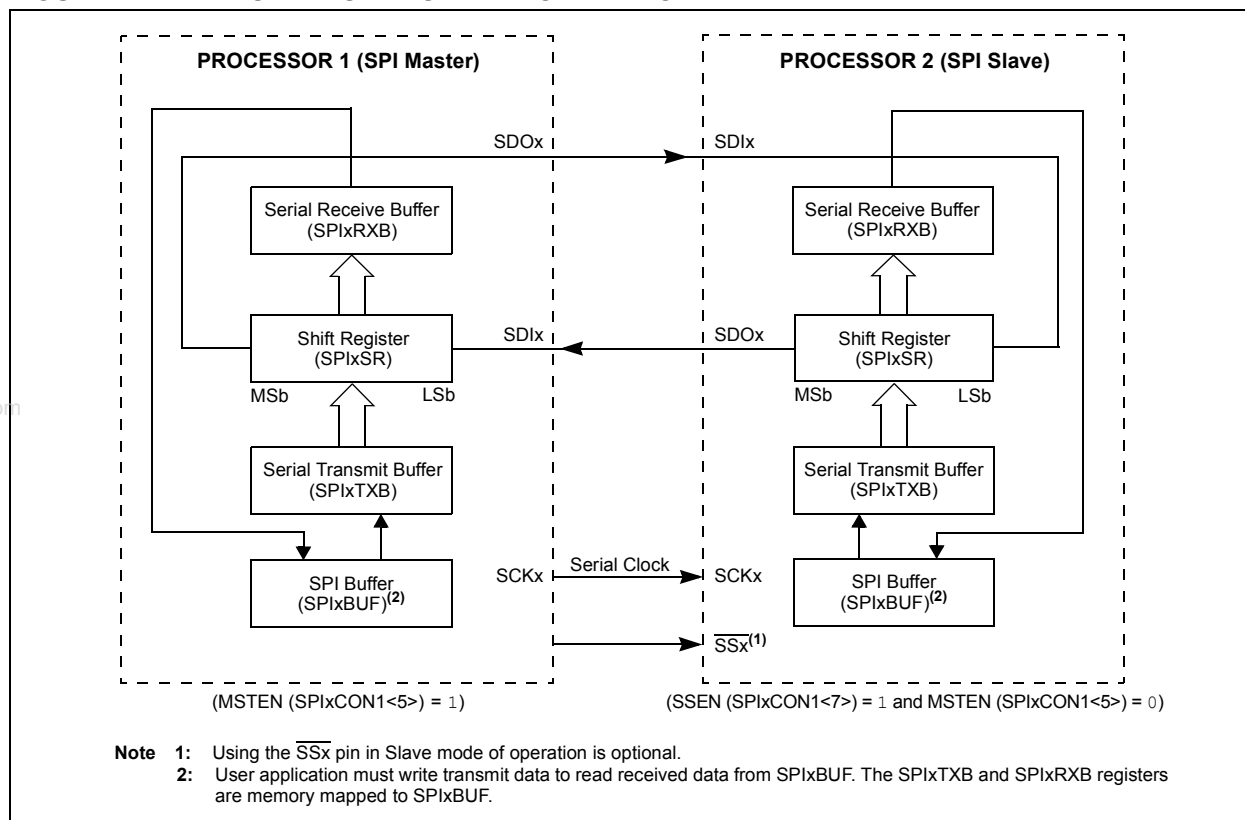 PROCESSOR 1 (SPI Master)
SDOx
Serial Receive Buffer
(SPIxRXB)
Shift Register
(SPIxSR)
SDIx
MSb
LSb
Serial Transmit Buffer
(SPIxTXB)
SPI Buffer
(SPIxBUF)(2)
SCKx
Serial Clock
(MSTEN (SPIxCON1<5>) = 1)
PROCESSOR 2 (SPI Slave)
SDIx
Serial Receive Buffer
(SPIxRXB)
SDOx
Shift Register
(SPIxSR)
MSb
LSb
Serial Transmit Buffer
(SPIxTXB)
SCKx
SPI Buffer
(SPIxBUF)(2)
SSx(1)
(SSEN (SPIxCON1<7>) = 1 and MSTEN (SPIxCON1<5>) = 0)
Note 1: Using the SSx pin in Slave mode of operation is optional.
2: User application must write transmit data to read received data from SPIxBUF. The SPIxTXB and SPIxRXB registers
are memory mapped to SPIxBUF.